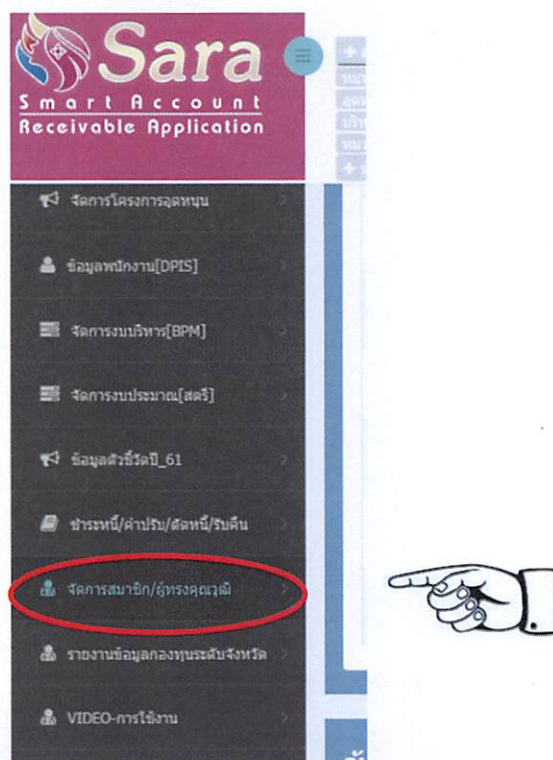 Sara
Smart Account
Receivable Application
จัดการโครงการอุดหนุน
ข้อมูลพนักงาน[DPIS]
จัดการงบบริหาร[BPM]
จัดการงบประมาณ[สตรี]
ข้อมูลตัวชี้วัดปี_61
ชำระหนี้/ค่าปรับ/ตัดหนี้/รับคืน
จัดการสมาชิก/ผู้ทรงคุณวุฒิ
รายงานข้อมูลกองทุนระดับจังหวัด
VIDEO-การใช้งาน